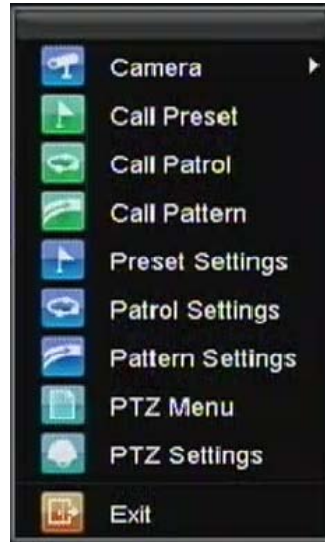 Camera
Call Preset
Call Patrol
Call Pattern
Preset Settings
Patrol Settings
Pattern Settings
PTZ Menu
PTZ Settings
Exit